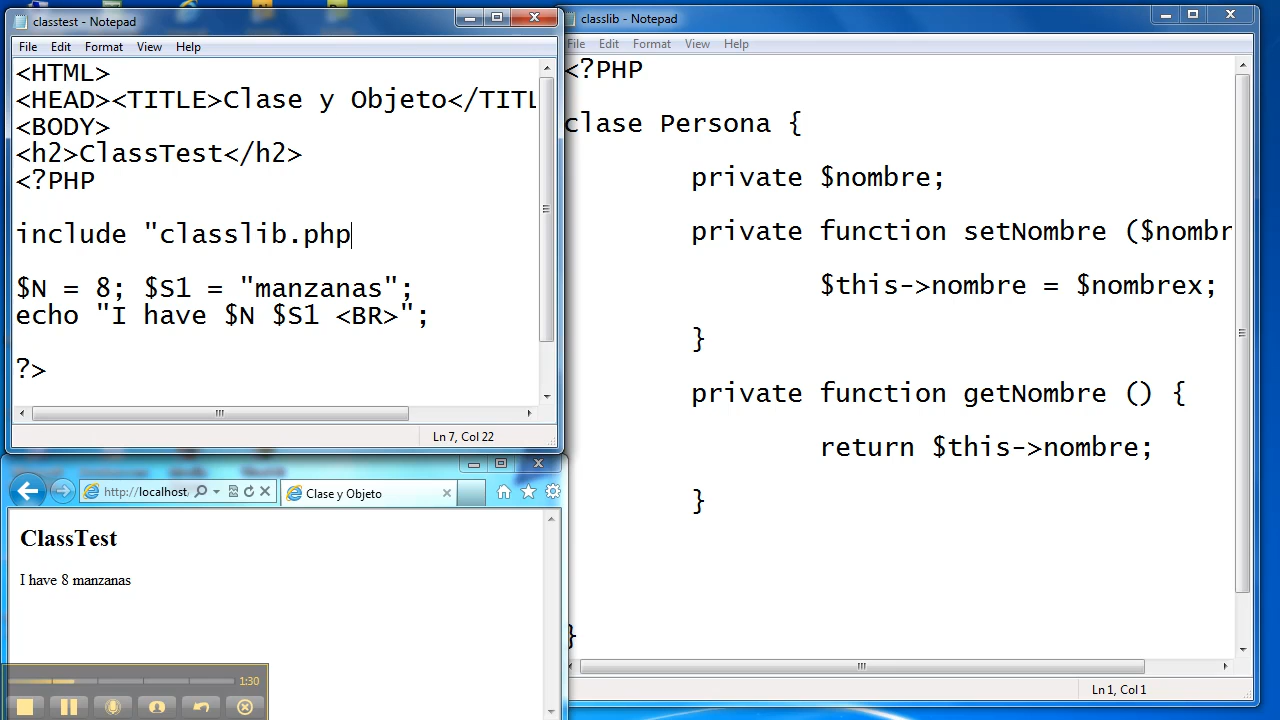 classtest - Notepad
File Edit Format View Help
<HTML>
<HEAD><TITLE>Clase y Objeto</TITL
<BODY>
<h2>ClassTest</h2>
<?PHP
include "classlib.php
$N = 8; $S1 = "manzanas";
echo "I have $N $S1 <BR>";
?>
Ln 7, Col 22
classlib - Notepad
File Edit Format View Help
<?PHP
clase Persona {
private $nombre;
private function setNombre ($nombr
$this->nombre = $nombrex;
}
private function getNombre () {
return $this->nombre;
}
}
Ln 1, Col 1
http://localhost
Clase y Objeto
ClassTest
I have 8 manzanas
1:30